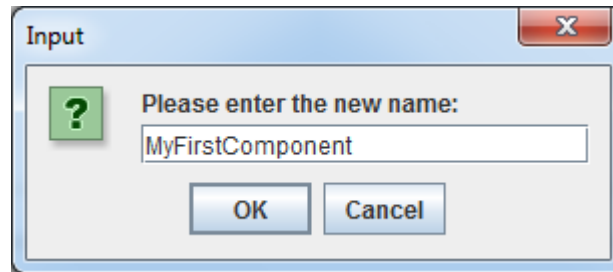 Input
x
?
Please enter the new name:
MyFirstComponent
OK Cancel